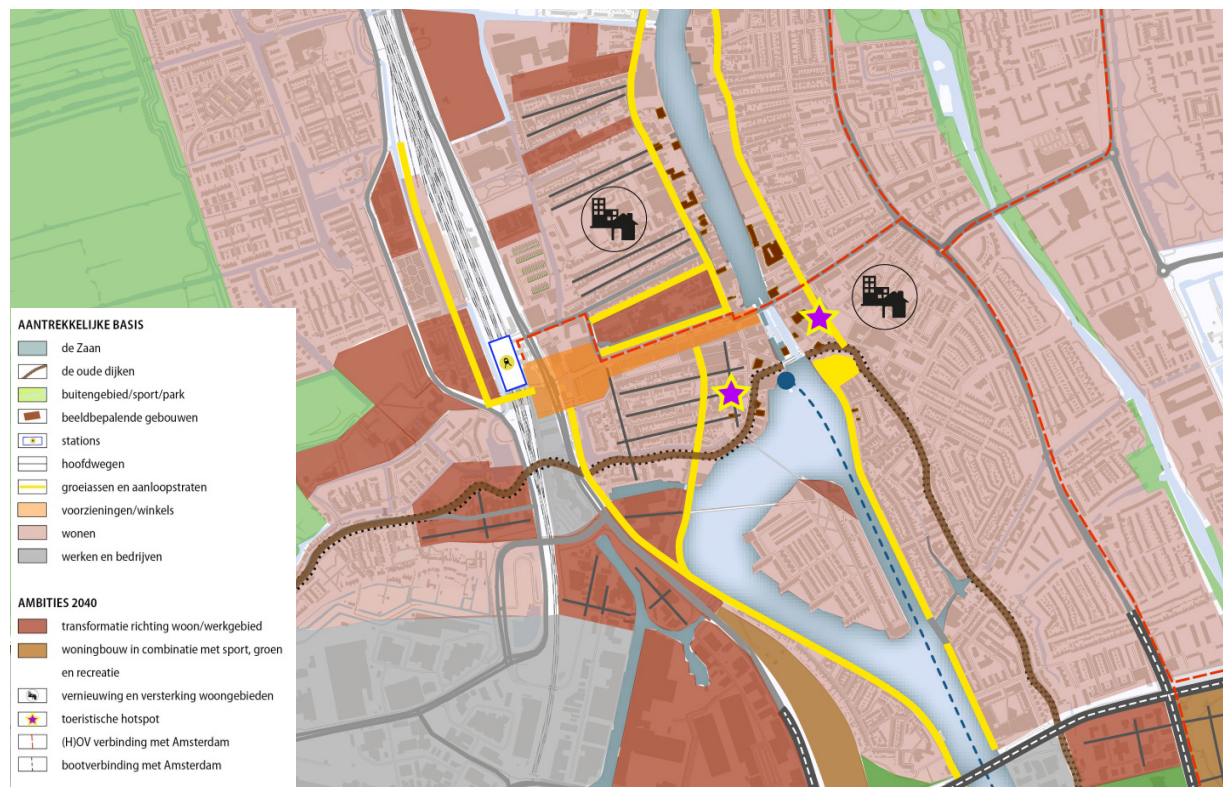 AANTREKKELIJKE BASIS
de Zaan
de oude dijken
buitengebied/sport/park
beeldbepalende gebouwen
stations
hoofdwegen
groeiassen en aanloopstraten
voorzieningen/winkels
wonen
werken en bedrijven
AMBITIES 2040
transformatie richting woon/werkgebied
woningbouw in combinatie met sport, groen
en recreatie
vernieuwing en versterking woongebieden
toeristische hotspot
(H)OV verbinding met Amsterdam
bootverbinding met Amsterdam